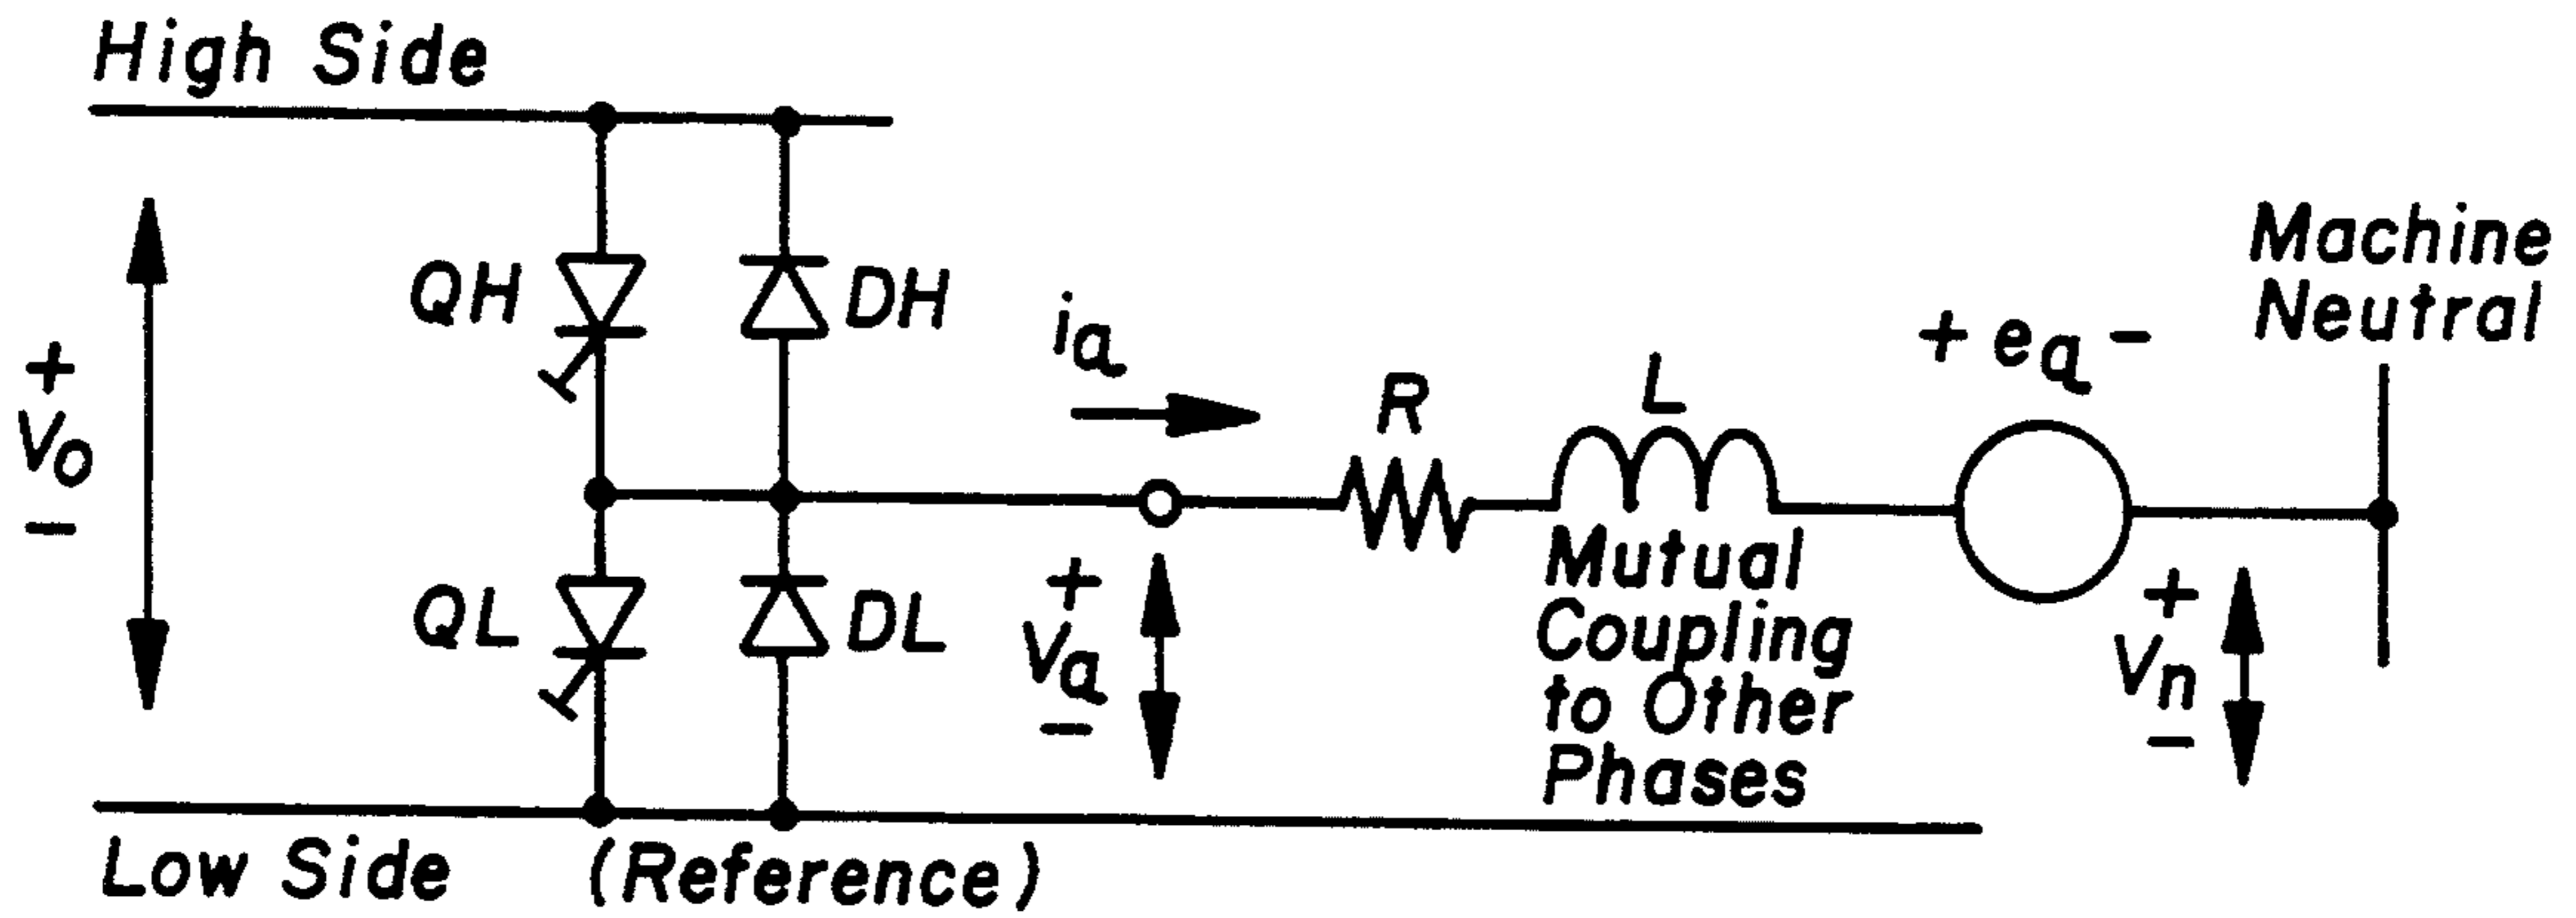 High Side
Machine
Neutral
QH
DH
ia
+ ea -
+
Vo
-
R
L
QL
DL
+
Va
-
Mutual
Coupling
to Other
Phases
+
Vn
-
Low Side (Reference)